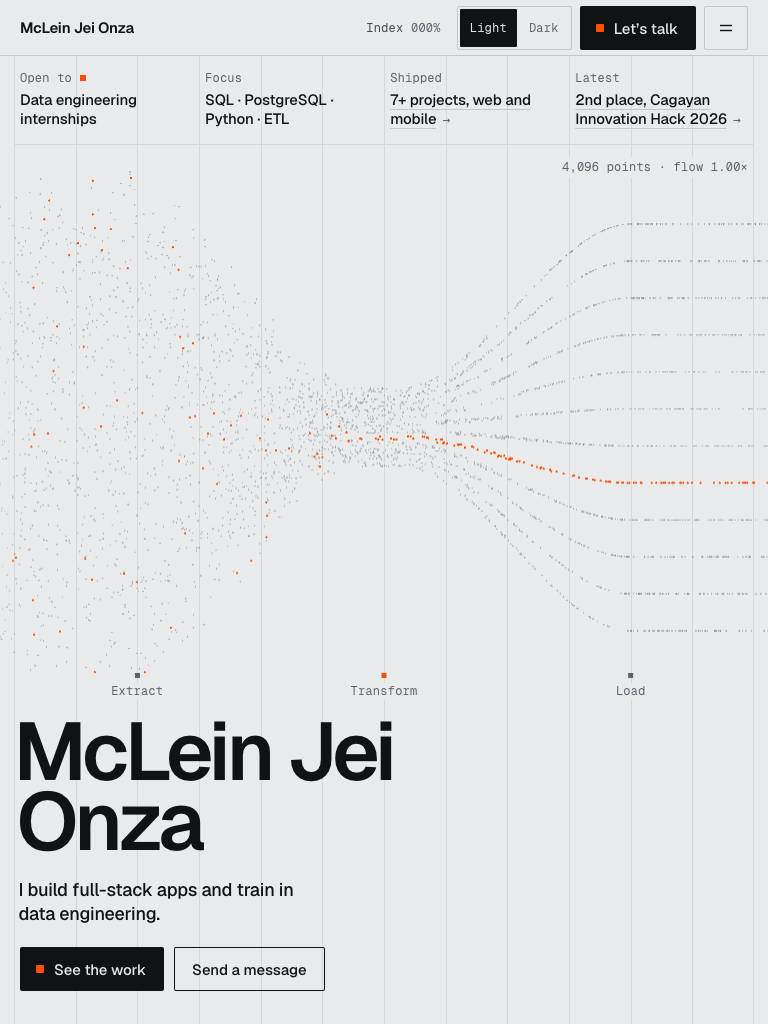 McLein Jei Onza
Index 000%
Light
Dark
Let's talk
Open to
Data engineering
internships
Focus
SQL · PostgreSQL ·
Python · ETL
Shipped
7+ projects, web and
mobile →
Latest
2nd place, Cagayan
Innovation Hack 2026 →
4,096 points · flow 1.00×
Extract
Transform
Load
McLein Jei
Onza
I build full-stack apps and train in
data engineering.
See the work
Send a message